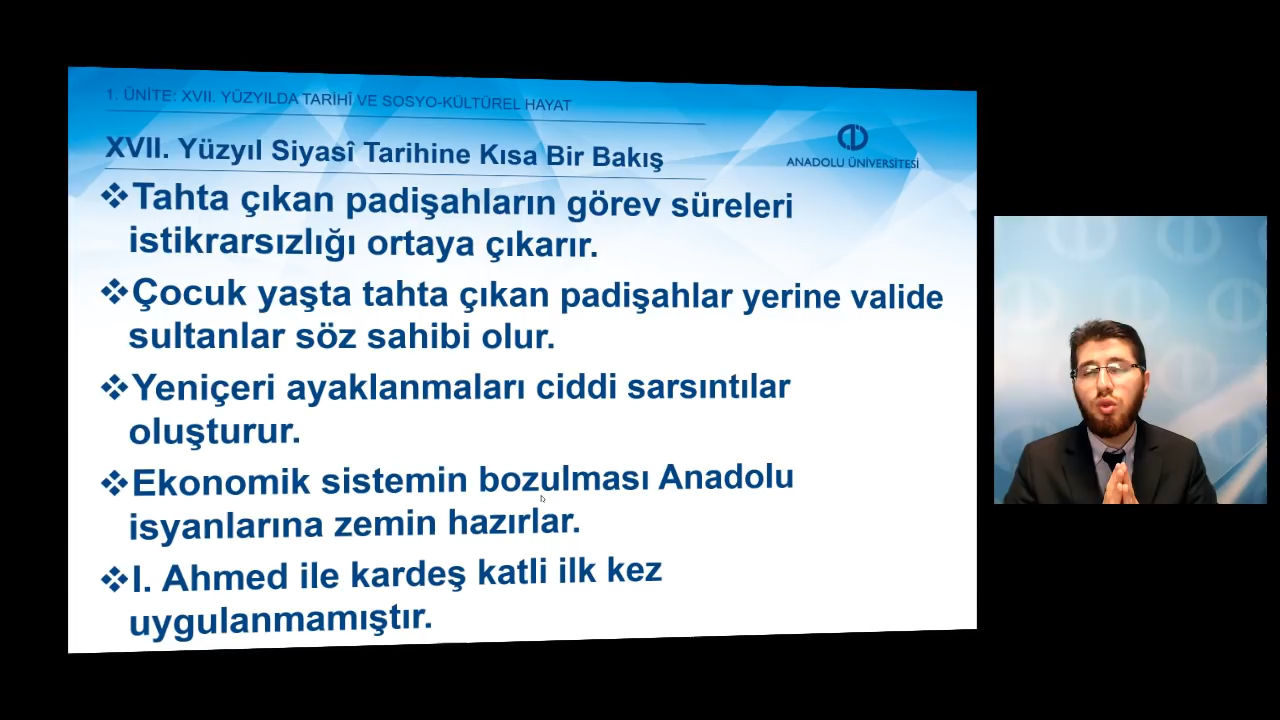 1. ÜNİTE: XVII. YÜZYILDA TARİHÎ VE SOSYO-KÜLTÜREL HAYAT
XVII. Yüzyıl Siyasî Tarihine Kısa Bir Bakış
ANADOLU ÜNİVERSİTESİ
❖Tahta çıkan padişahların görev süreleri
istikrarsızlığı ortaya çıkarır.
❖Çocuk yaşta tahta çıkan padişahlar yerine valide
sultanlar söz sahibi olur.
❖Yeniçeri ayaklanmaları ciddi sarsıntılar
oluşturur.
❖Ekonomik sistemin bozulması Anadolu
isyanlarına zemin hazırlar.
❖I. Ahmed ile kardeş katli ilk kez
uygulanmamıştır.